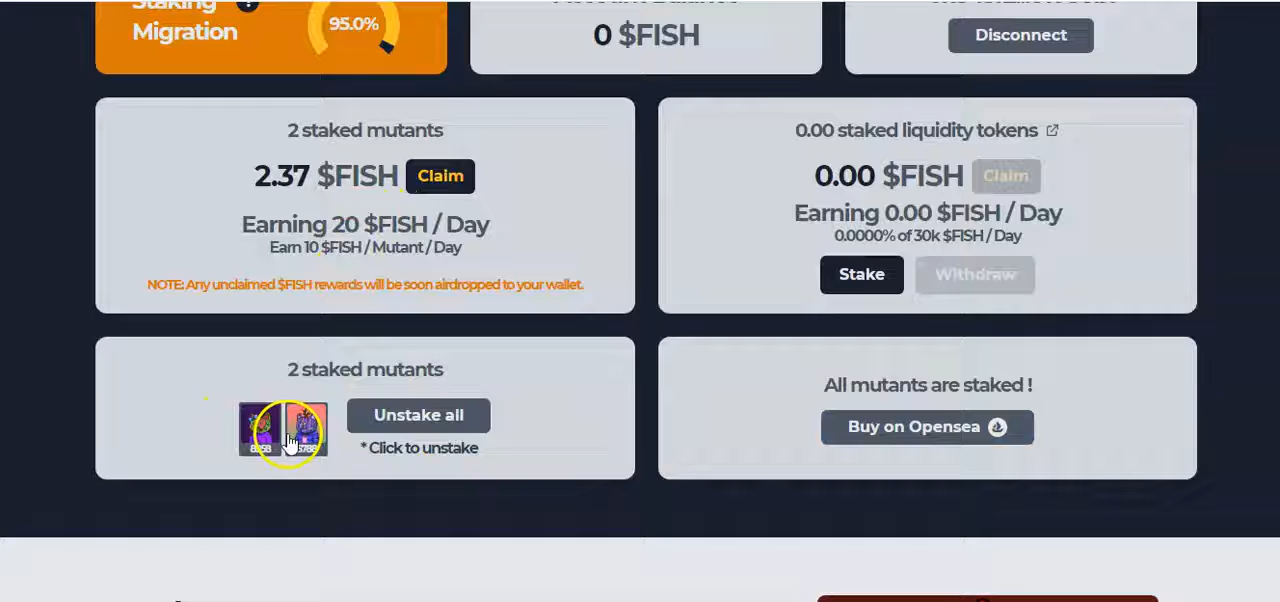 Staking
Migration
95.0%
0 $FISH
Disconnect
2 staked mutants
2.37 $FISH Claim
Earning 20 $FISH / Day
Earn 10 $FISH / Mutant / Day
NOTE: Any unclaimed $FISH rewards will be soon airdropped to your wallet.
0.00 staked liquidity tokens
0.00 $FISH Claim
Earning 0.00 $FISH / Day
0.0000% of 30k $FISH / Day
Stake Withdraw
2 staked mutants
Unstake all
* Click to unstake
All mutants are staked !
Buy on Opensea